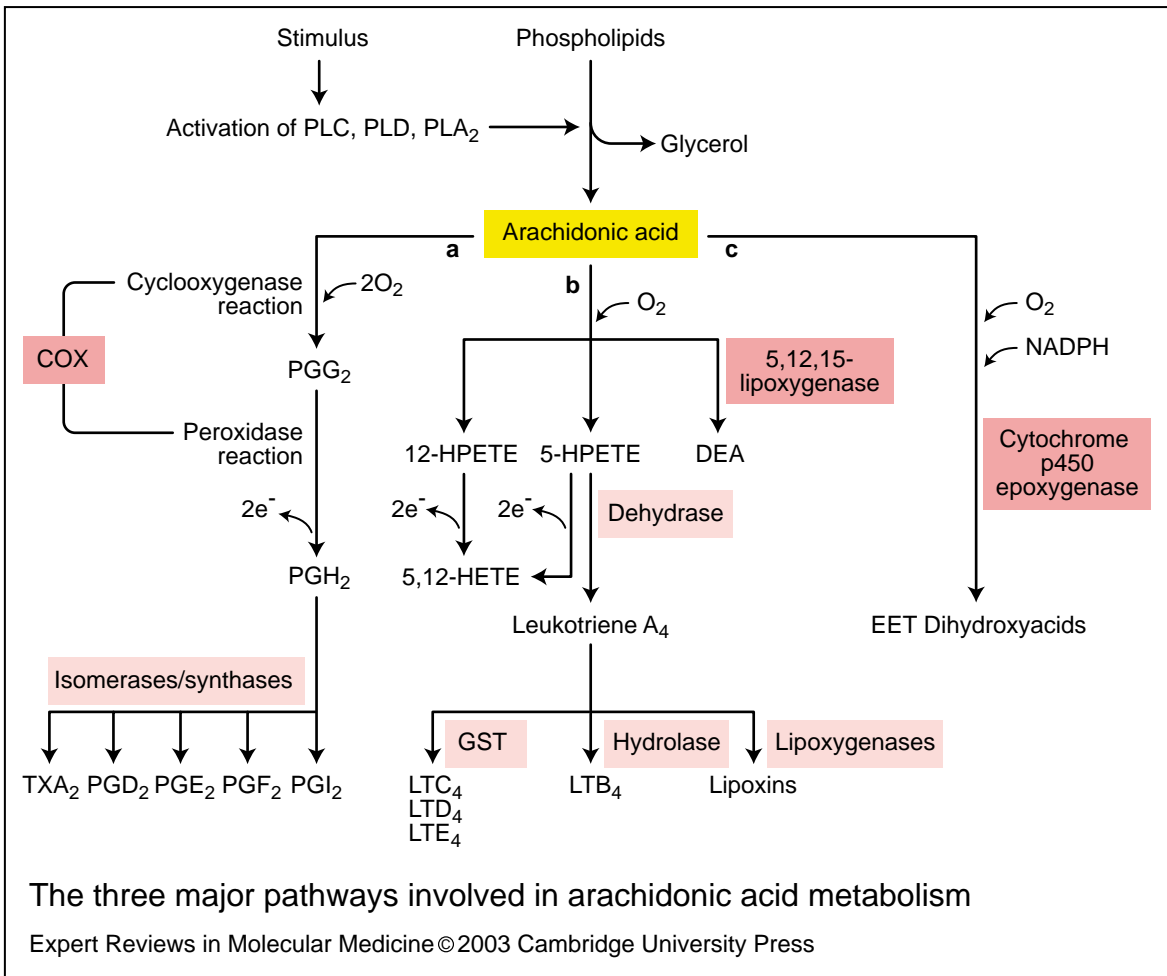 Stimulus
Phospholipids
Activation of PLC, PLD, PLA₂
Glycerol
Arachidonic acid
a
b
c
Cyclooxygenase
reaction
2O₂
COX
PGG₂
Peroxidase
reaction
2e⁻
PGH₂
Isomerases/synthases
TXA₂ PGD₂ PGE₂ PGF₂ PGI₂
O₂
5,12,15-
lipoxygenase
12-HPETE
5-HPETE
DEA
2e⁻
2e⁻
Dehydrase
5,12-HETE
Leukotriene A₄
GST
Hydrolase
Lipoxygenases
LTC₄
LTD₄
LTE₄
LTB₄
Lipoxins
O₂
NADPH
Cytochrome
p450
epoxygenase
EET Dihydroxyacids
The three major pathways involved in arachidonic acid metabolism
Expert Reviews in Molecular Medicine © 2003 Cambridge University Press